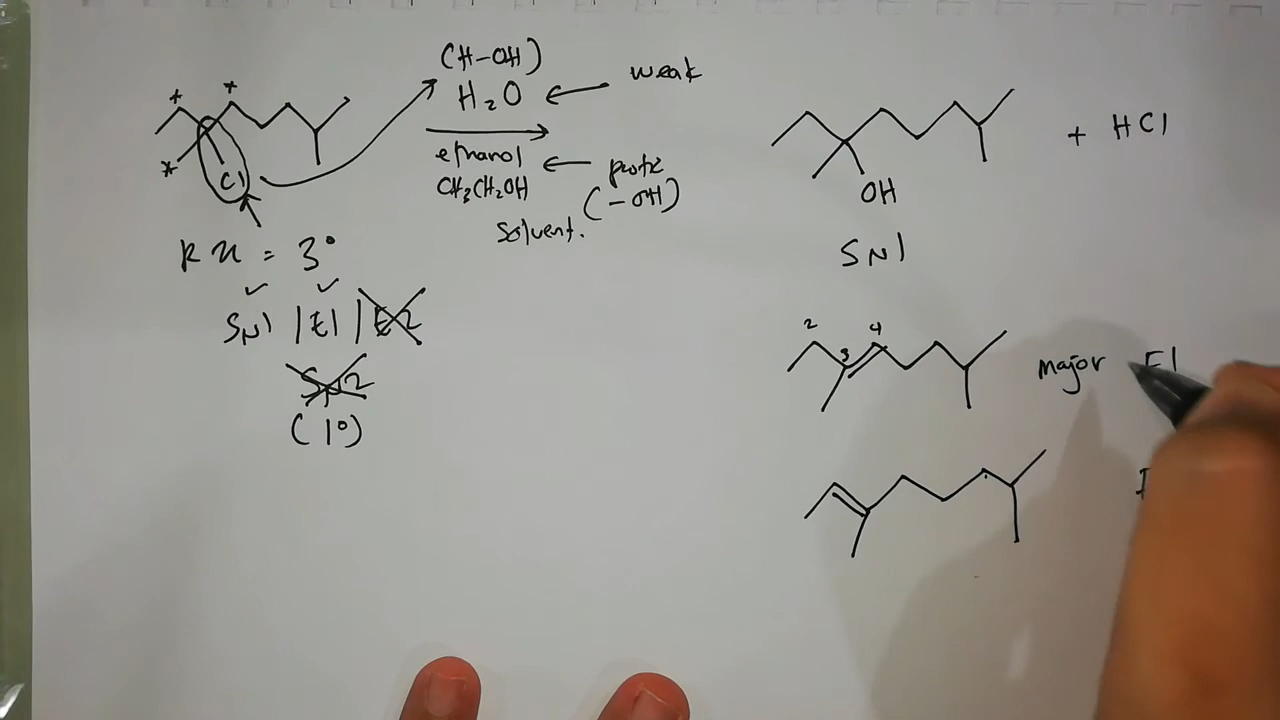 (H-OH)
H₂O ← weak
+ +
*
Cl
ethanol ← protic
CH₃CH₂OH (-OH)
solvent.
RX = 3°
✓ ✓
SN1 | E1 | E2
SN2
(1°)
OH
+ HCl
SN1
2 3 4
major E1